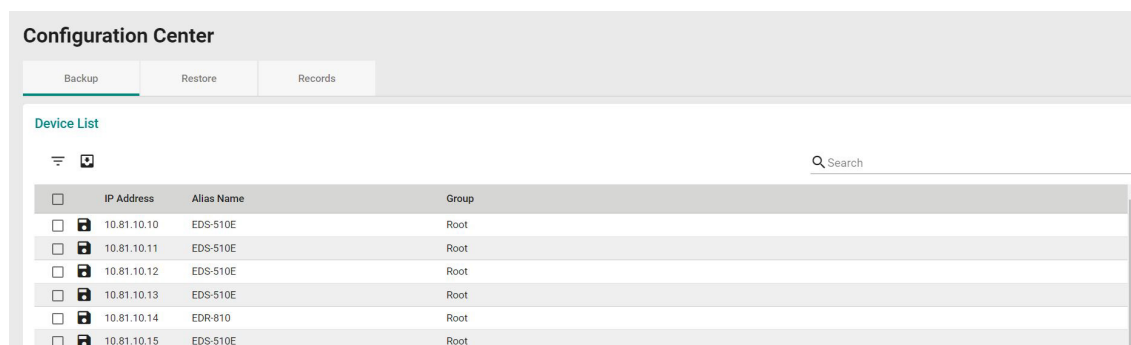 Configuration Center
Backup Restore Records
Device List
Search
IP Address Alias Name Group
10.81.10.10 EDS-510E Root
10.81.10.11 EDS-510E Root
10.81.10.12 EDS-510E Root
10.81.10.13 EDS-510E Root
10.81.10.14 EDR-810 Root
10.81.10.15 EDS-510E Root